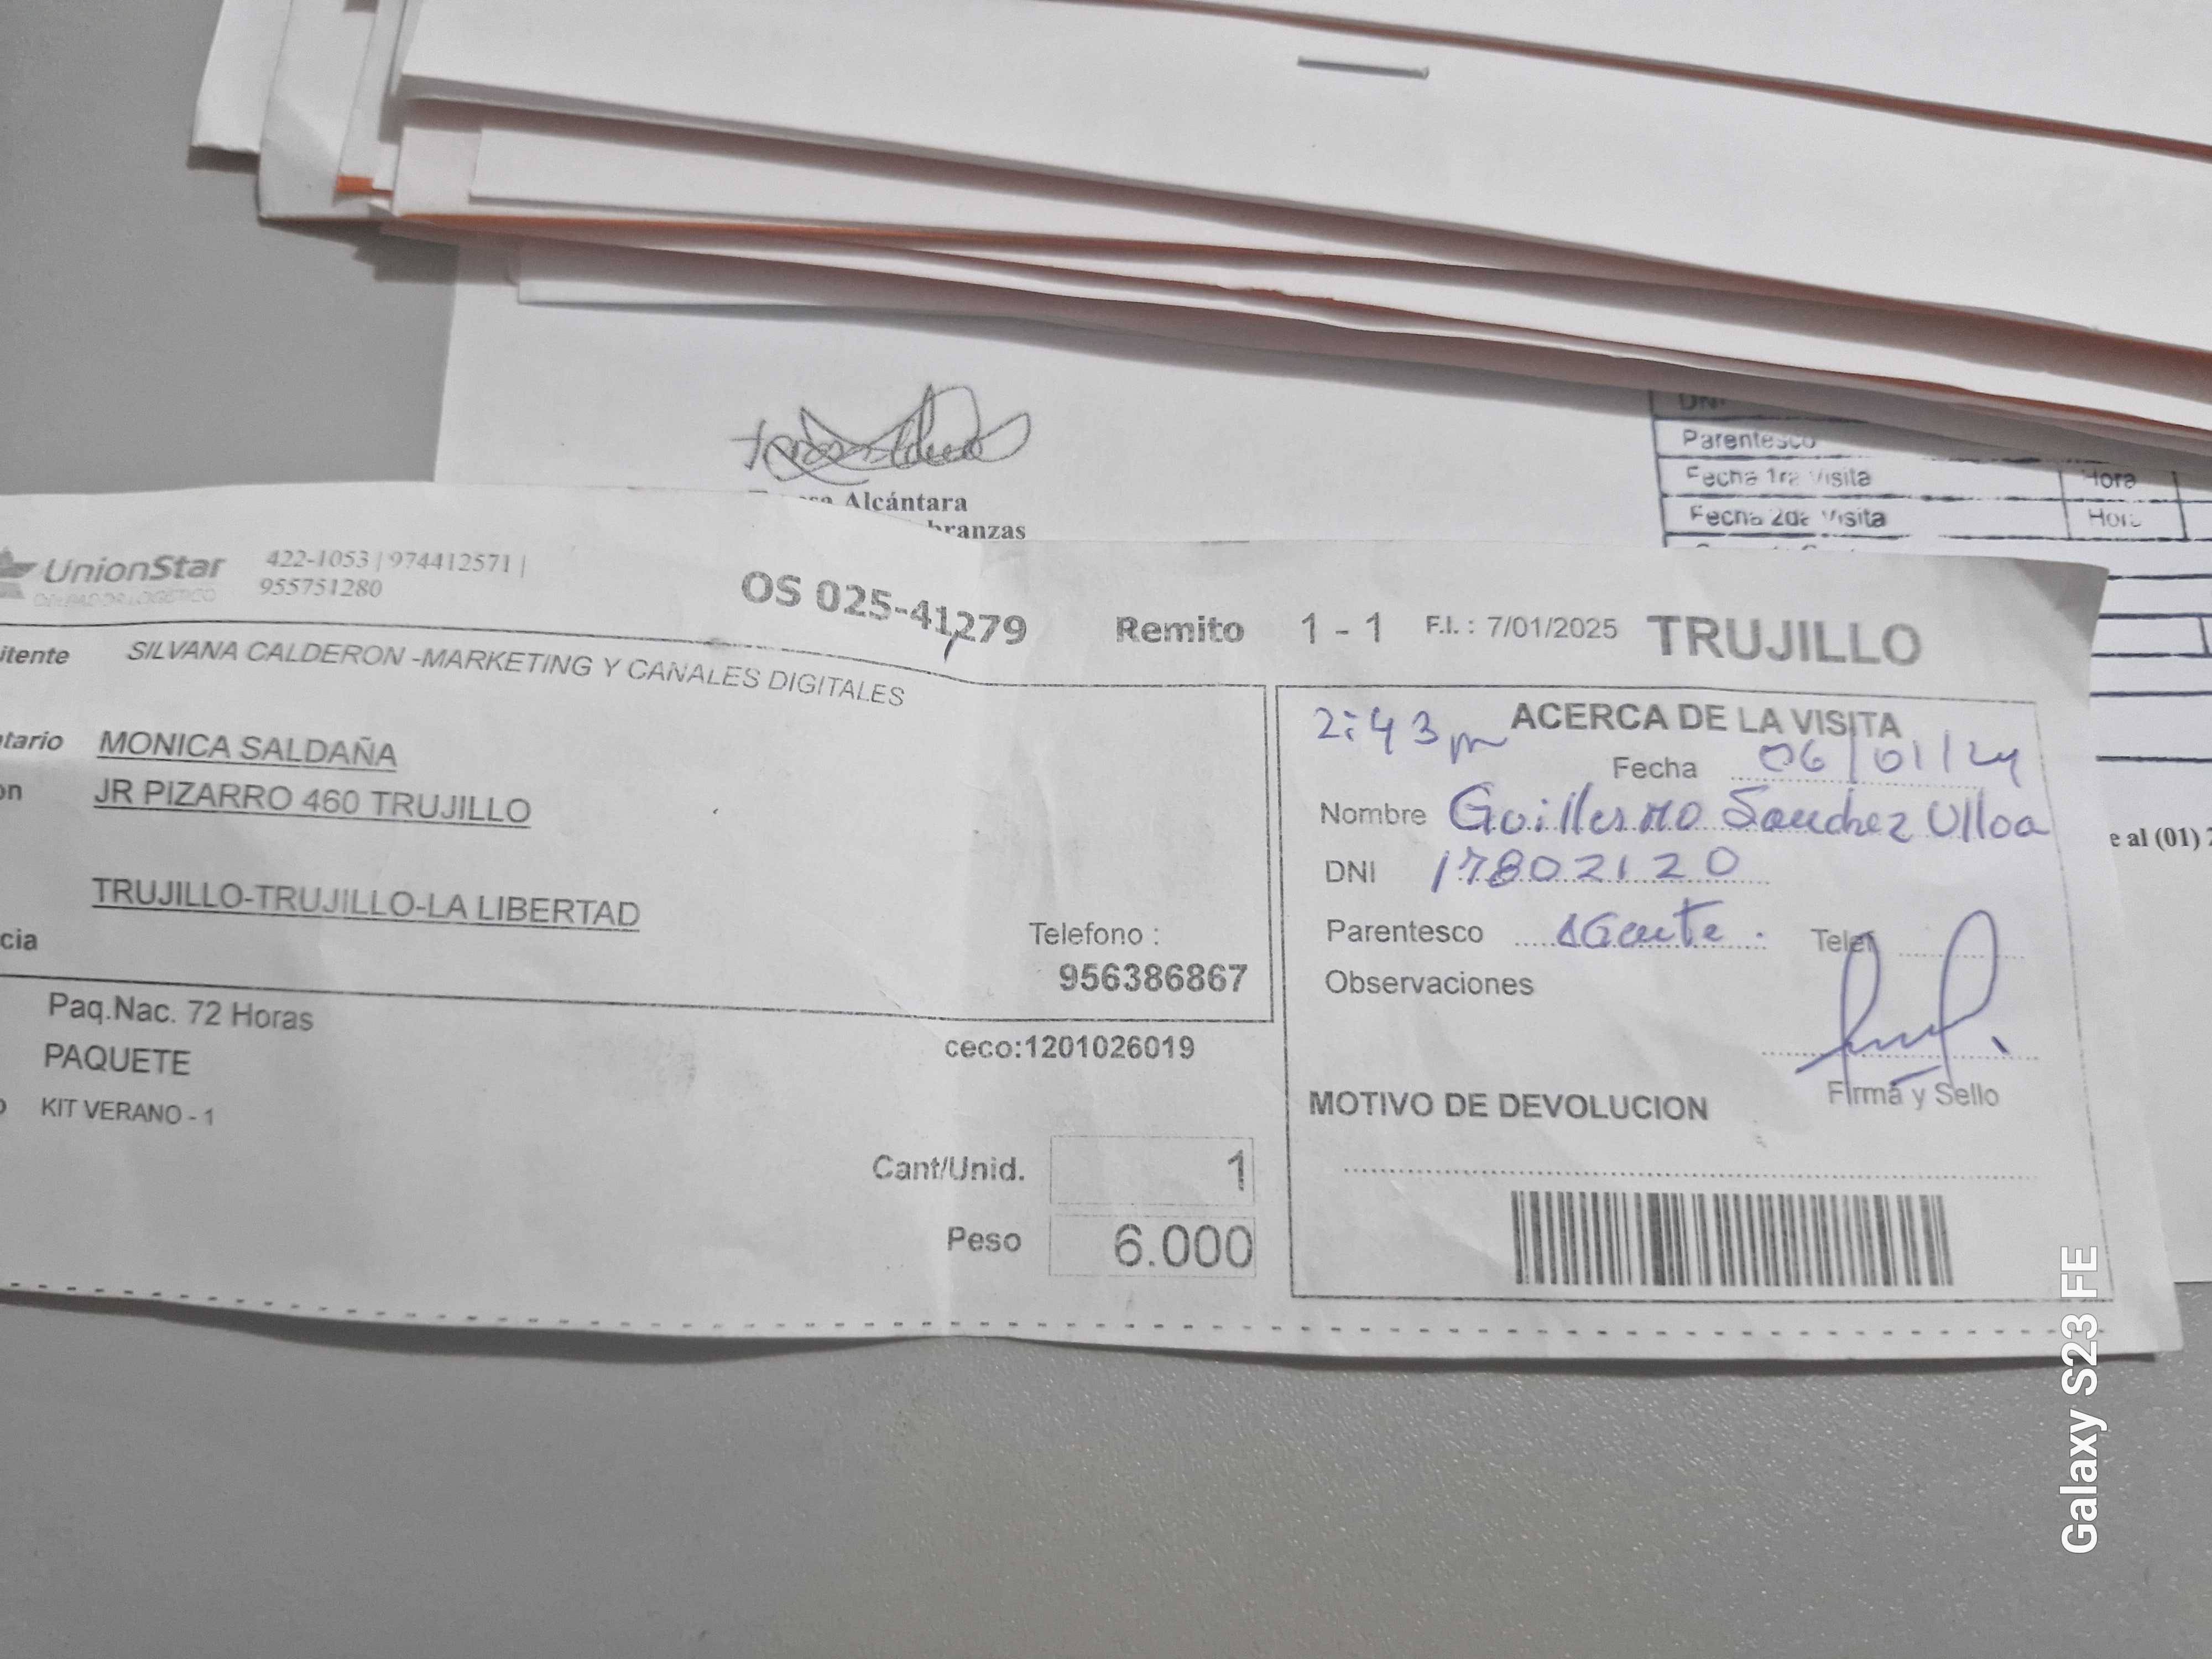 DNI
Parentesco
Fecha 1ra Visita Hora
Fecha 2da Visita Hora
Alcántara
branzas
UnionStar
OPERADOR LOGISTICO
422-1053 | 974412571 |
955751280
OS 025-41279
Remito 1 - 1 F.I. : 7/01/2025 TRUJILLO
itente SILVANA CALDERON -MARKETING Y CANALES DIGITALES
tario MONICA SALDAÑA
on JR PIZARRO 460 TRUJILLO
TRUJILLO-TRUJILLO-LA LIBERTAD
cia
Telefono :
956386867
Paq.Nac. 72 Horas
ceco:1201026019
PAQUETE
o KIT VERANO - 1
Cant/Unid. 1
Peso 6.000
2:43 pm ACERCA DE LA VISITA
Fecha 06/01/24
Nombre Guillermo Sanchez Ulloa
DNI 17802120
Parentesco AGente. Telef
Observaciones
Firma y Sello
MOTIVO DE DEVOLUCION
e al (01)
Galaxy S23 FE